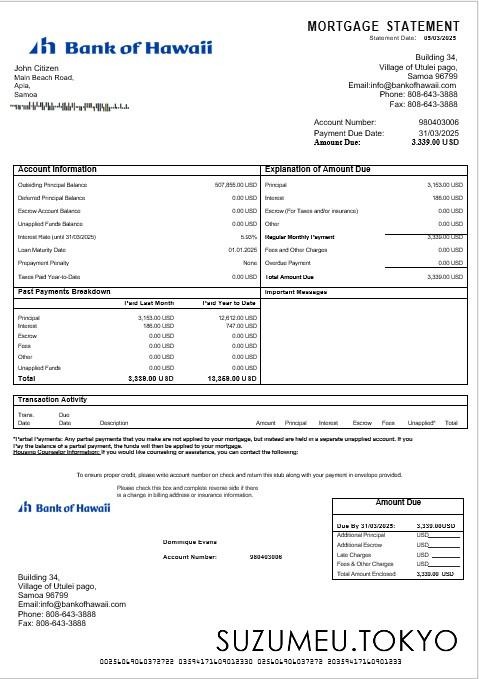 MORTGAGE STATEMENT
Statement Date: 05/03/2025
Bank of Hawaii
John Citizen
Main Beach Road,
Apia,
Samoa
Building 34,
Village of Utulei pago,
Samoa 96799
Email:info@bankofhawaii.com
Phone: 808-643-3888
Fax: 808-643-3888
Account Number: 980403006
Payment Due Date: 31/03/2025
Amount Due: 3.339.00 USD
Account Information
Outsiding Principal Balance 507,855.00 USD
Deferred Principal Balance 0.00 USD
Escrow Account Balance 0.00 USD
Unapplied Funds Balance 0.00 USD
Interest Rate (until 31/03/2025) 5.93%
Loan Maturity Date 01.01.2025
Prepayment Penalty None
Taxes Paid Year-to-Date 0.00 USD
Explanation of Amount Due
Principal 3,153.00 USD
Interest 186.00 USD
Escrow (For Taxes and/or insurance) 0.00 USD
Other 0.00 USD
Regular Monthly Payment 3,339.00 USD
Fees and Other Charges 0.00 USD
Overdue Payment 0.00 USD
Total Amount Due 3,339.00 USD
Past Payments Breakdown
Paid Last Month Paid Year to Date
Principal 3,153.00 USD 12,612.00 USD
Interest 186.00 USD 747.00 USD
Escrow 0.00 USD 0.00 USD
Fees 0.00 USD 0.00 USD
Other 0.00 USD 0.00 USD
Unapplied Funds 0.00 USD 0.00 USD
Total 3,339.00 USD 13,359.00 USD
Important Messages
Transaction Activity
Trans. Date Due Date Description Amount Principal Interest Escrow Fees Unapplied* Total
*Partial Payments: Any partial payments that you make are not applied to your mortgage, but instead are held in a separate unapplied account. If you
Pay the balance of a partial payment, the funds will then be applied to your mortgage.
Housing Counselor Information: If you would like counseling or assistance, you can contact the following:
To ensure proper credit, please write account number on check and return this stub along with your payment in envelope provided.
Please check this box and complete reverse side if there
is a change in billing address or insurance information.
Bank of Hawaii
Dominique Evans
Account Number: 980403006
Amount Due
Due By 31/03/2025: 3,339.00USD
Additional Principal USD
Additional Escrow USD
Late Charges USD
Fees & Other Charges USD
Total Amount Enclosed 3,339.00 USD
Building 34,
Village of Utulei pago,
Samoa 96799
Email:info@bankofhawaii.com
Phone: 808-643-3888
Fax: 808-643-3888
SUZUMEU.TOKYO